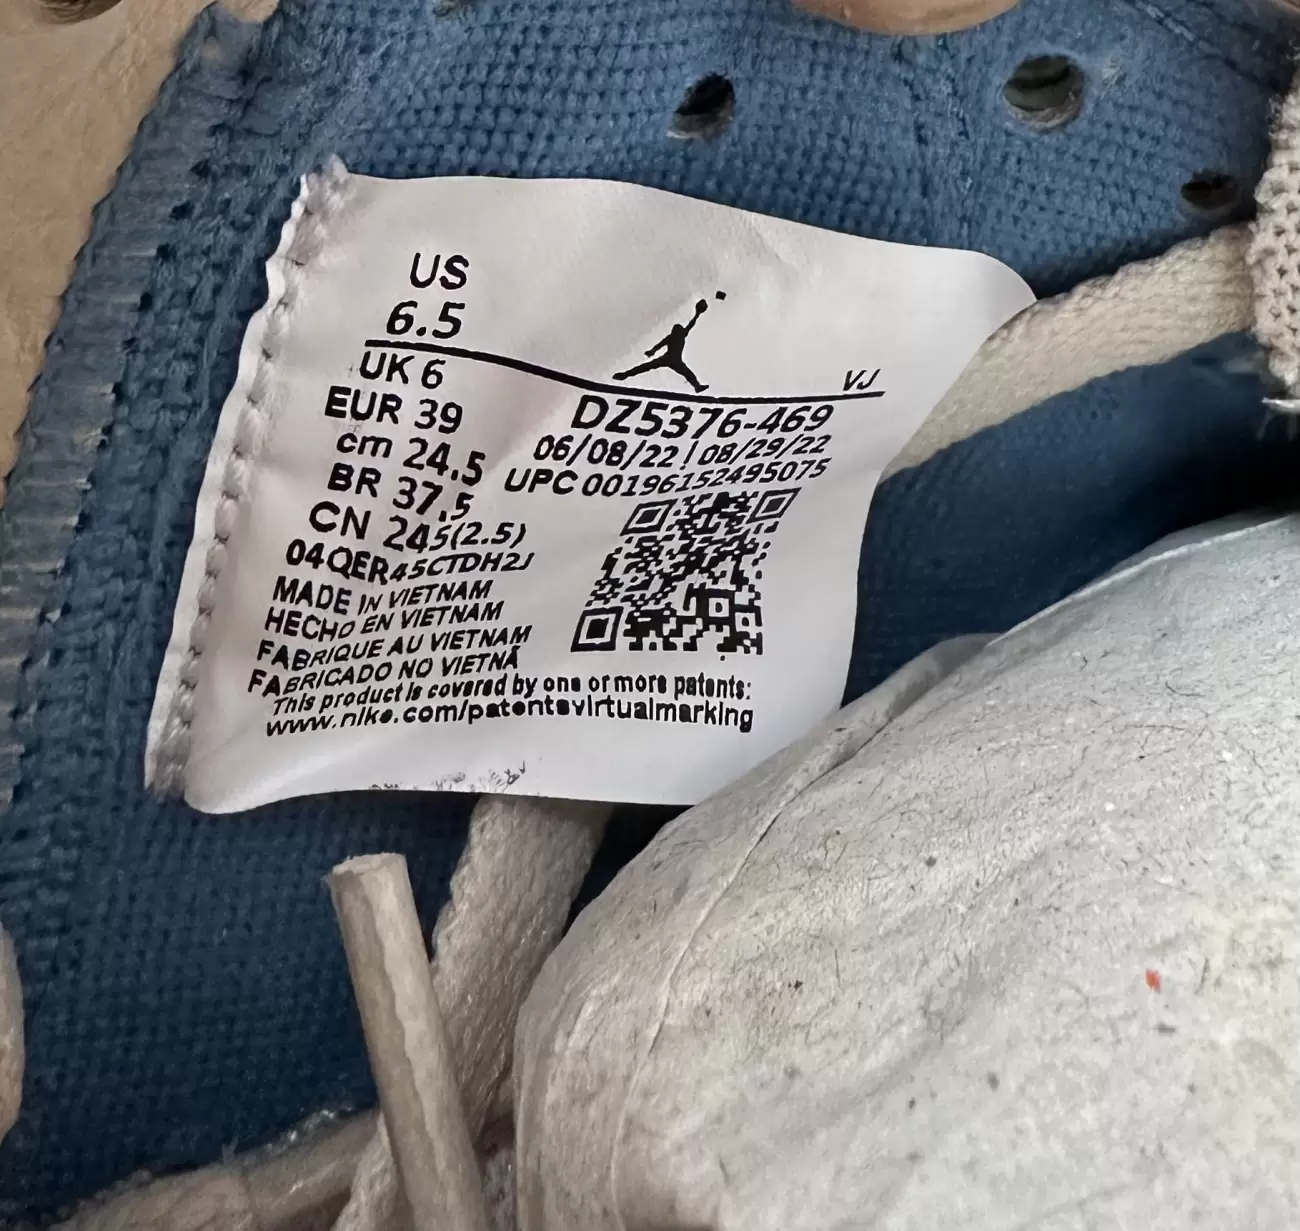 US
6.5
UK 6
EUR 39
cm 24.5
BR 37.5
CN 245(2.5)
04QER45CTDH2J
MADE IN VIETNAM
HECHO EN VIETNAM
FABRIQUE AU VIETNAM
FABRICADO NO VIETNÃ
VJ
DZ5376-469
06/08/22 | 08/29/22
UPC 00196152495075
This product is covered by one or more patents:
www.nike.com/patentsvirtualmarking